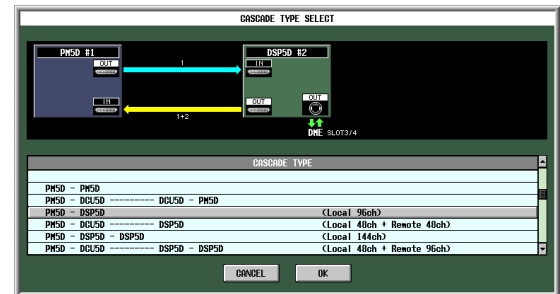 CASCADE TYPE SELECT
PM5D #1
DSP5D #2
OUT
1
IN
IN
1+2
OUT
OUT
DME SLOT3/4
CASCADE TYPE
PM5D - PM5D
PM5D - DCU5D --------- DCU5D - PM5D
PM5D - DSP5D (Local 96ch)
PM5D - DCU5D --------- DSP5D (Local 48ch + Remote 48ch)
PM5D - DSP5D - DSP5D (Local 144ch)
PM5D - DCU5D --------- DSP5D - DSP5D (Local 48ch + Remote 96ch)
CANCEL OK